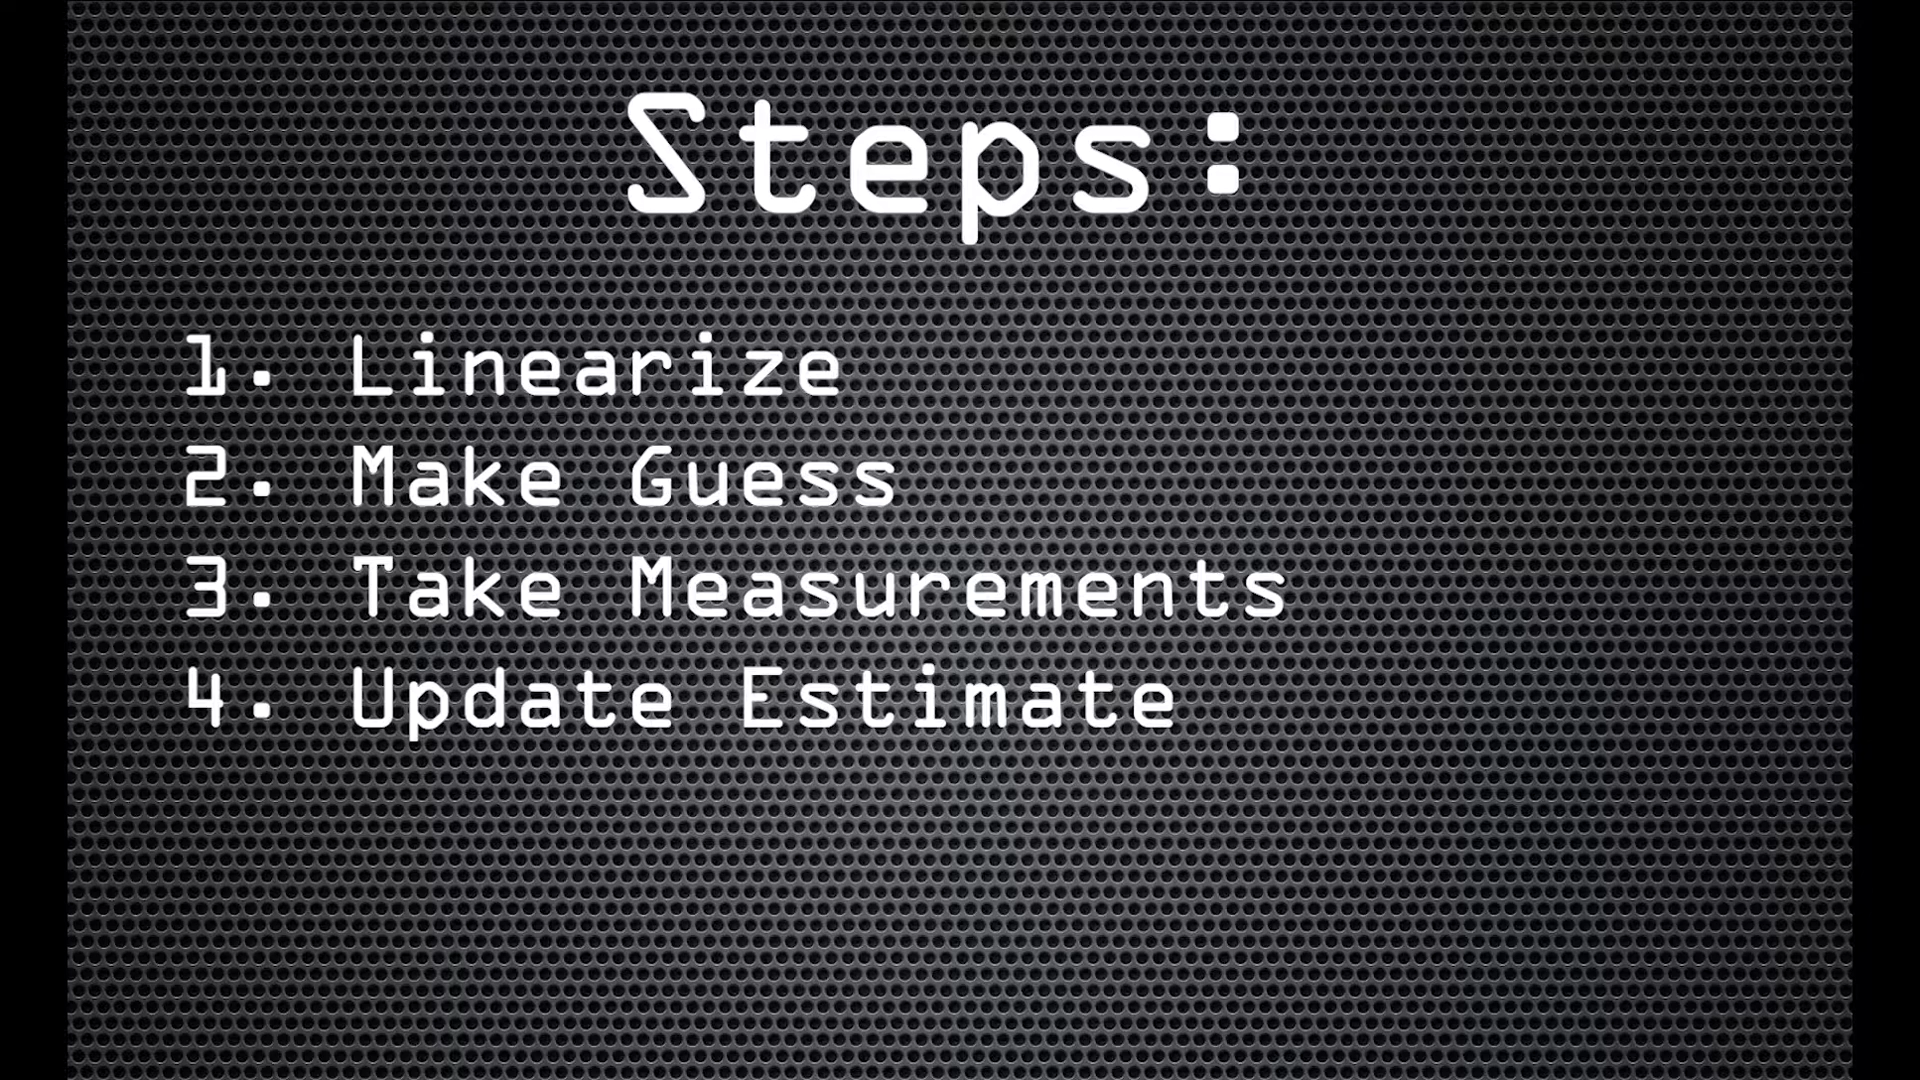 Steps:
1. Linearize
2. Make Guess
3. Take Measurements
4. Update Estimate